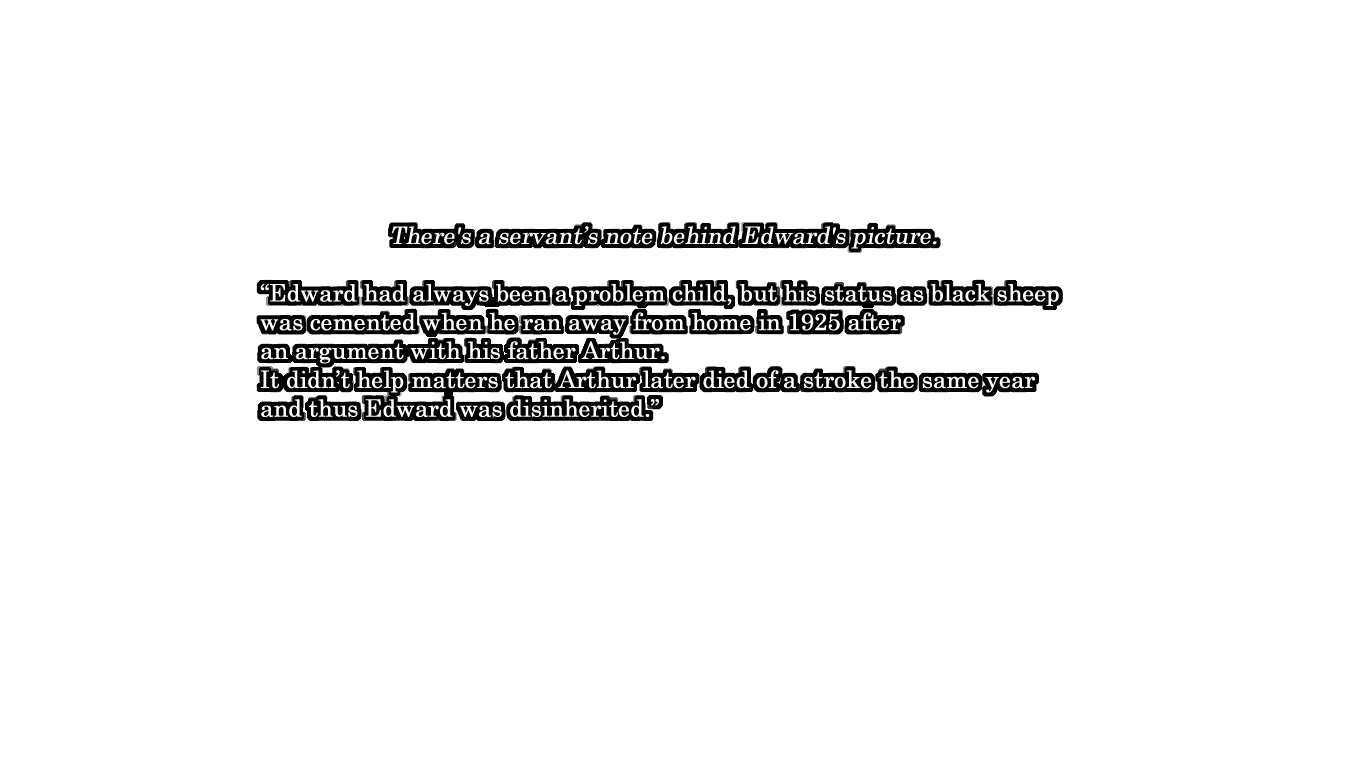 There's a servant’s note behind Edward's picture.
“Edward had always been a problem child, but his status as black sheep
was cemented when he ran away from home in 1925 after
an argument with his father Arthur.
It didn’t help matters that Arthur later died of a stroke the same year
and thus Edward was disinherited.”